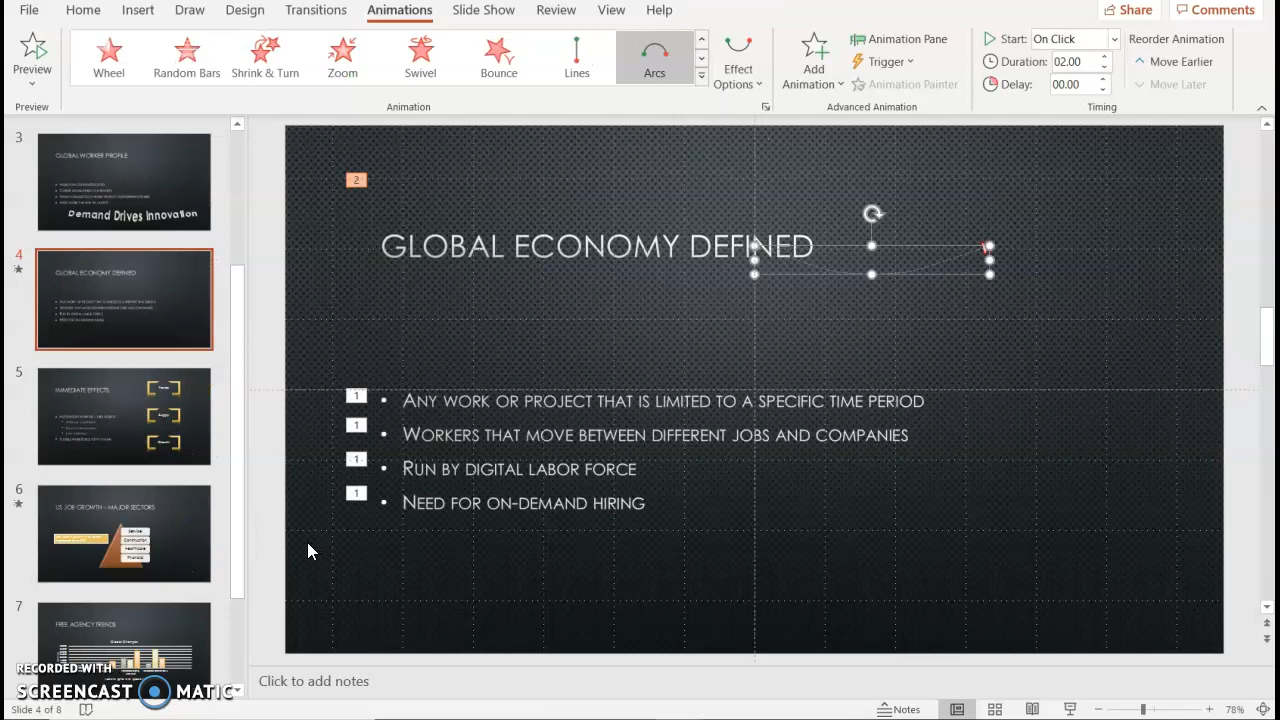 File Home Insert Draw Design Transitions Animations Slide Show Review View Help Share Comments
Preview Wheel Random Bars Shrink & Turn Zoom Swivel Bounce Lines Arcs
Effect Options
Add Animation
Animation Pane
Trigger
Animation Painter
Start: On Click
Duration: 02.00
Delay: 00.00
Reorder Animation
Move Earlier
Move Later
Preview Animation Advanced Animation Timing
3
GLOBAL WORKER PROFILE
Demand Drives Innovation
4
GLOBAL ECONOMY DEFINED
5
IMMEDIATE EFFECTS
6
US JOB GROWTH - MAJOR SECTORS
Service
Construction
Healthcare
Financial
7
FREE AGENCY TRENDS
2
GLOBAL ECONOMY DEFINED
1 • ANY WORK OR PROJECT THAT IS LIMITED TO A SPECIFIC TIME PERIOD
1 • WORKERS THAT MOVE BETWEEN DIFFERENT JOBS AND COMPANIES
1 • RUN BY DIGITAL LABOR FORCE
1 • NEED FOR ON-DEMAND HIRING
Click to add notes
RECORDED WITH
SCREENCAST MATIC
Slide 4 of 8
Notes
78%